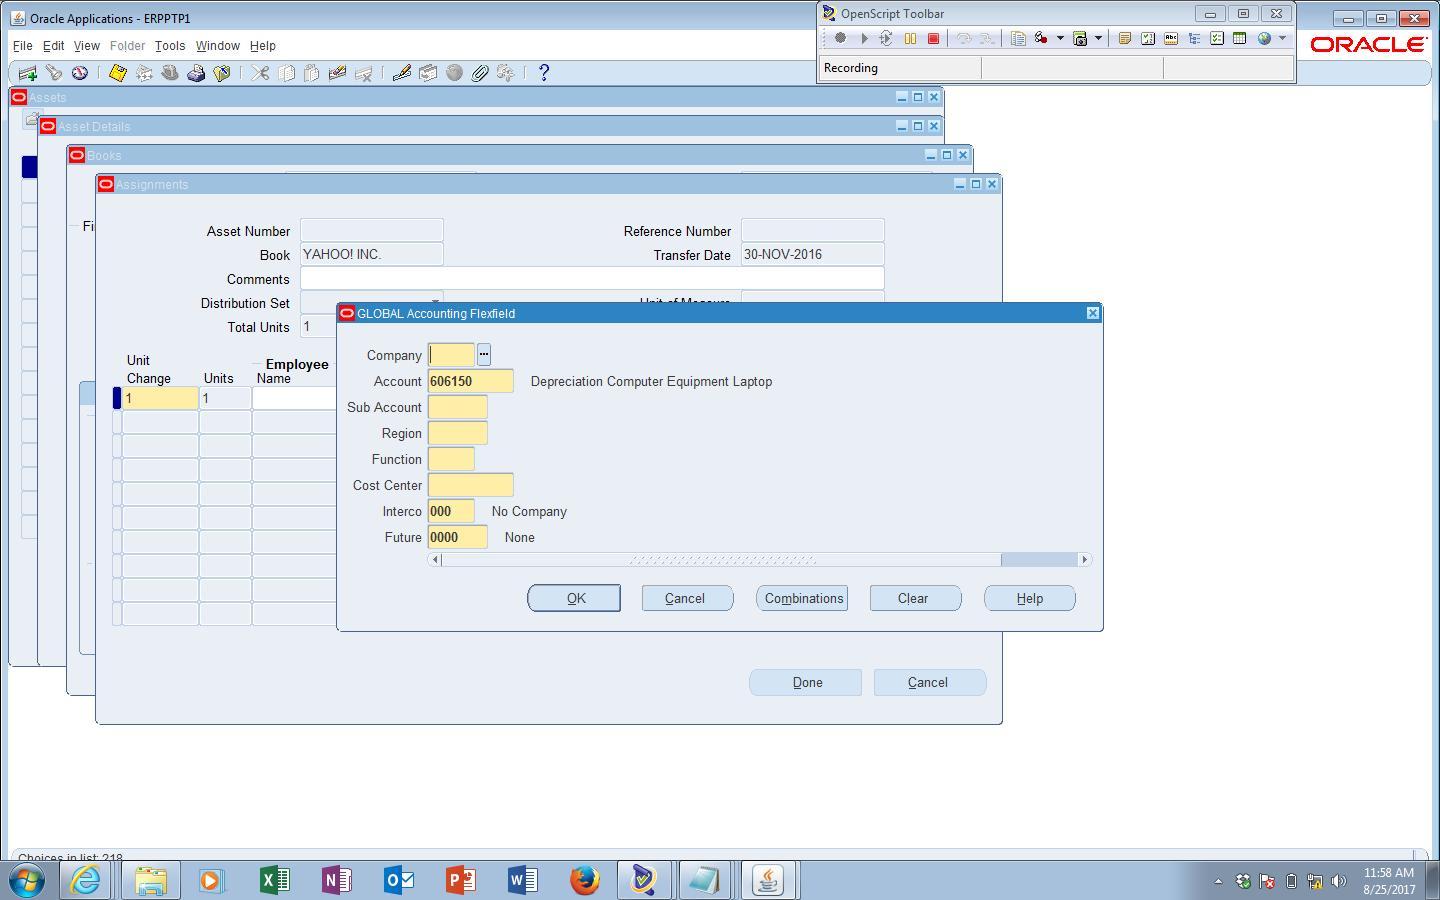 Oracle Applications - ERPPTP1
OpenScript Toolbar
File Edit View Folder Tools Window Help
ORACLE
Recording
Assets
Asset Details
Books
Assignments
Fi
Asset Number
Reference Number
Book YAHOO! INC.
Transfer Date 30-NOV-2016
Comments
Distribution Set
Unit of Measure
Total Units 1
GLOBAL Accounting Flexfield
Unit
Change
Units
Employee
Name
1 1
Company
Account 606150 Depreciation Computer Equipment Laptop
Sub Account
Region
Function
Cost Center
Interco 000 No Company
Future 0000 None
OK Cancel Combinations Clear Help
Done Cancel
Choices in list: 218
11:58 AM
8/25/2017